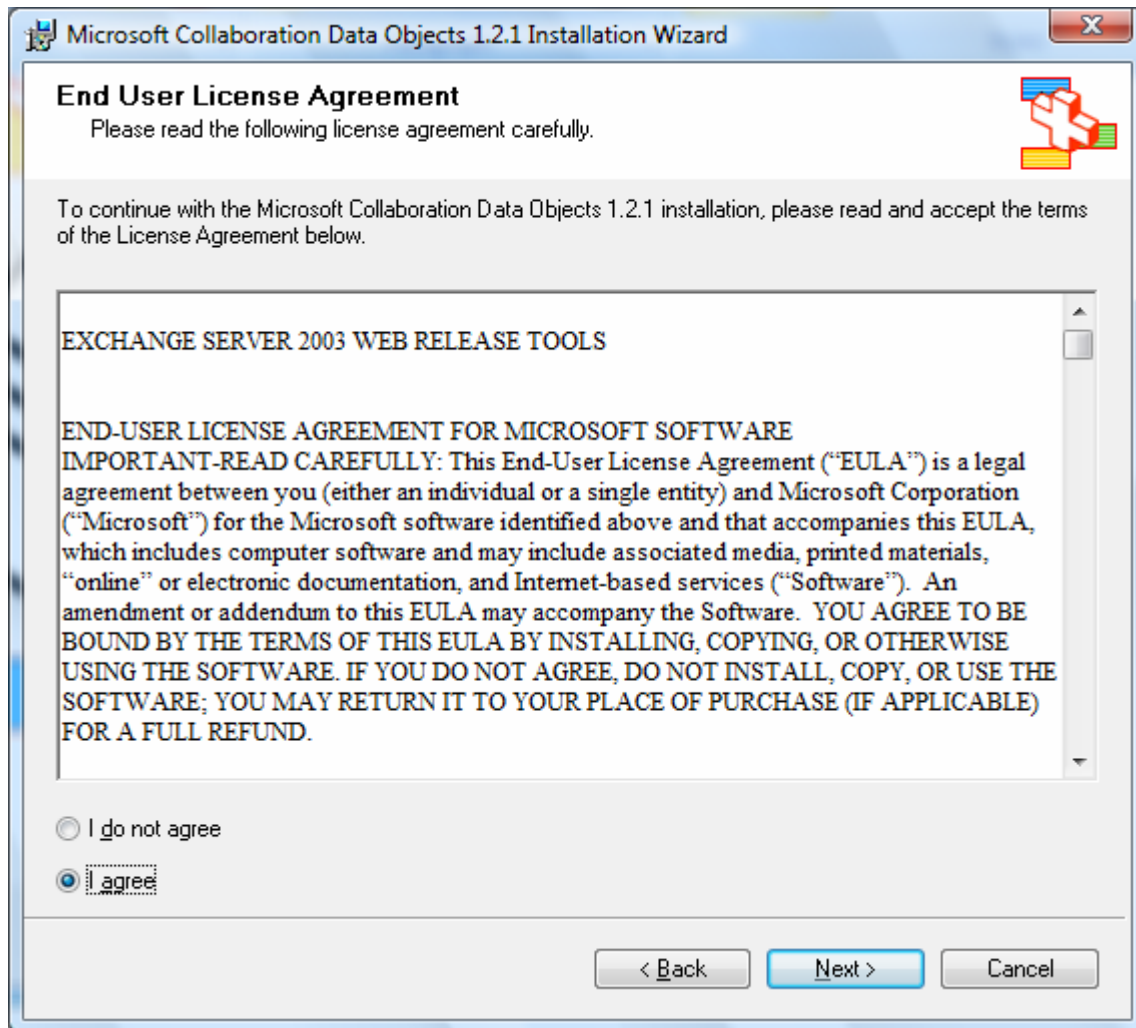 Microsoft Collaboration Data Objects 1.2.1 Installation Wizard
End User License Agreement
Please read the following license agreement carefully.
To continue with the Microsoft Collaboration Data Objects 1.2.1 installation, please read and accept the terms
of the License Agreement below.
EXCHANGE SERVER 2003 WEB RELEASE TOOLS
END-USER LICENSE AGREEMENT FOR MICROSOFT SOFTWARE
IMPORTANT-READ CAREFULLY: This End-User License Agreement (“EULA”) is a legal
agreement between you (either an individual or a single entity) and Microsoft Corporation
(“Microsoft”) for the Microsoft software identified above and that accompanies this EULA,
which includes computer software and may include associated media, printed materials,
“online” or electronic documentation, and Internet-based services (“Software”).  An
amendment or addendum to this EULA may accompany the Software.  YOU AGREE TO BE
BOUND BY THE TERMS OF THIS EULA BY INSTALLING, COPYING, OR OTHERWISE
USING THE SOFTWARE. IF YOU DO NOT AGREE, DO NOT INSTALL, COPY, OR USE THE
SOFTWARE; YOU MAY RETURN IT TO YOUR PLACE OF PURCHASE (IF APPLICABLE)
FOR A FULL REFUND.
I do not agree
I agree
< Back Next > Cancel